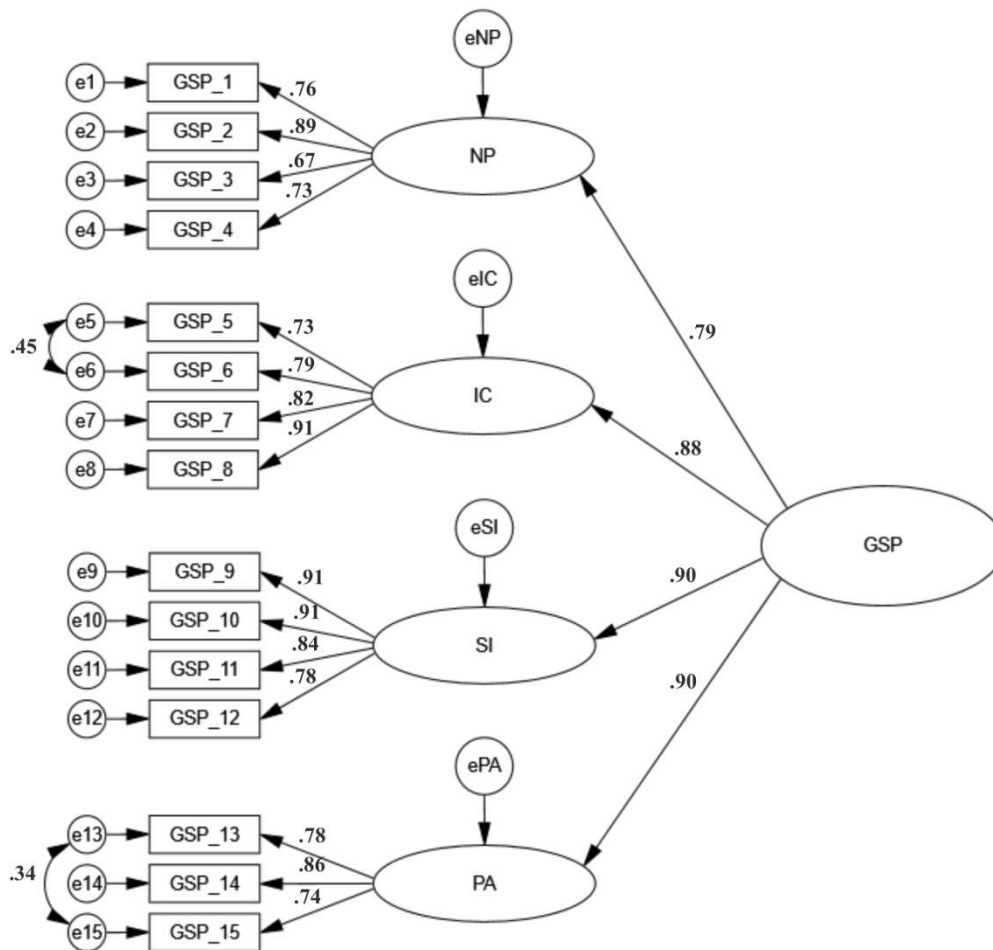 eNP
e1 GSP_1 .76
e2 GSP_2 .89
NP
e3 GSP_3 .67
e4 GSP_4 .73
eIC
.79
e5 GSP_5 .73
.45
e6 GSP_6 .79
IC
e7 GSP_7 .82
e8 GSP_8 .91
.88
eSI
GSP
e9 GSP_9 .91
.90
e10 GSP_10 .91
SI
e11 GSP_11 .84
e12 GSP_12 .78
.90
ePA
e13 GSP_13 .78
.34
e14 GSP_14 .86
PA
e15 GSP_15 .74